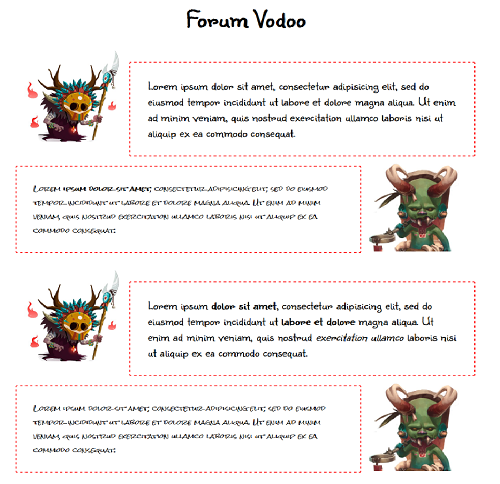 Forum Vodoo
Lorem ipsum dolor sit amet, consectetur adipisicing elit, sed do
eiusmod tempor incididunt ut labore et dolore magna aliqua. Ut enim
ad minim veniam, quis nostrud exercitation ullamco laboris nisi ut
aliquip ex ea commodo consequat.
Lorem ipsum dolor sit amet, consectetur adipisicing elit, sed do eiusmod
tempor incididunt ut labore et dolore magna aliqua. Ut enim ad minim
veniam, quis nostrud exercitation ullamco laboris nisi ut aliquip ex ea
commodo consequat.
Lorem ipsum dolor sit amet, consectetur adipisicing elit, sed do
eiusmod tempor incididunt ut labore et dolore magna aliqua. Ut
enim ad minim veniam, quis nostrud exercitation ullamco laboris nisi
ut aliquip ex ea commodo consequat.
Lorem ipsum dolor sit amet, consectetur adipisicing elit, sed do eiusmod
tempor incididunt ut labore et dolore magna aliqua. Ut enim ad minim
veniam, quis nostrud exercitation ullamco laboris nisi ut aliquip ex ea
commodo consequat.